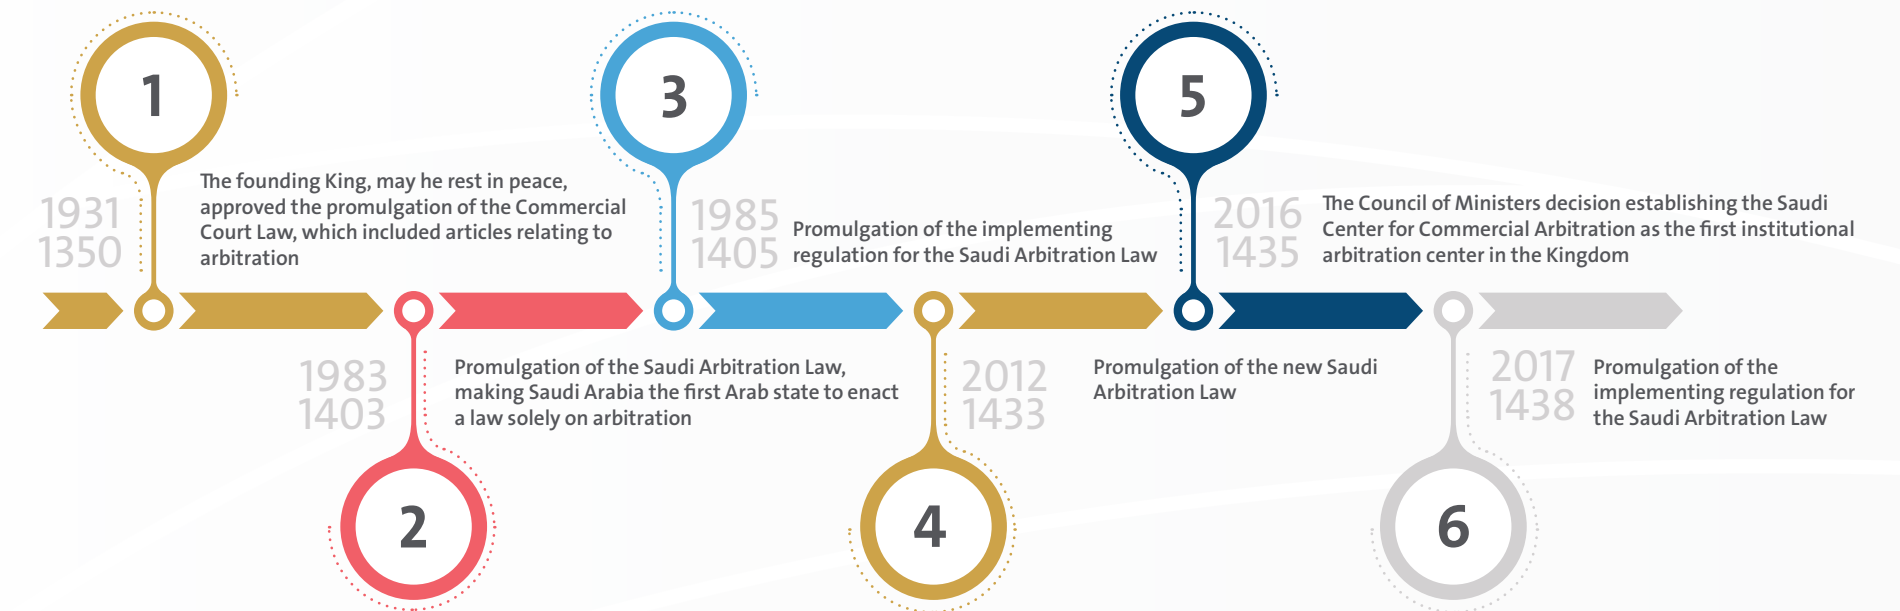 1
1931
1350
The founding King, may he rest in peace,
approved the promulgation of the Commercial
Court Law, which included articles relating to
arbitration
2
1983
1403
Promulgation of the Saudi Arbitration Law,
making Saudi Arabia the first Arab state to enact
a law solely on arbitration
3
1985
1405
Promulgation of the implementing
regulation for the Saudi Arbitration Law
4
2012
1433
Promulgation of the new Saudi
Arbitration Law
5
2016
1435
The Council of Ministers decision establishing the Saudi
Center for Commercial Arbitration as the first institutional
arbitration center in the Kingdom
6
2017
1438
Promulgation of the
implementing regulation for
the Saudi Arbitration Law